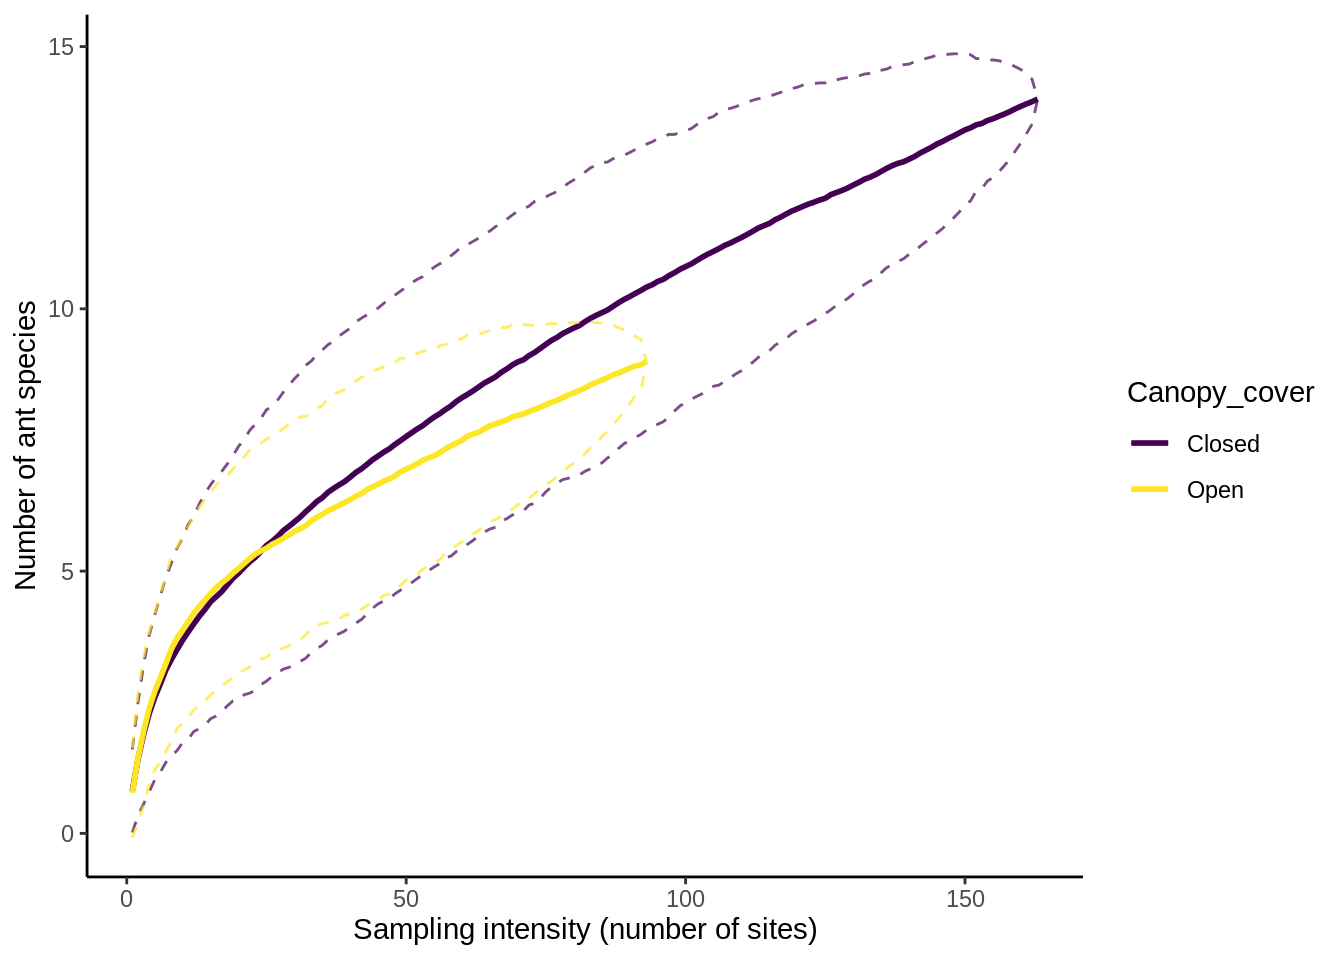 15
10
5
0
Number of ant species
0
50
100
150
Sampling intensity (number of sites)
Canopy_cover
Closed
Open